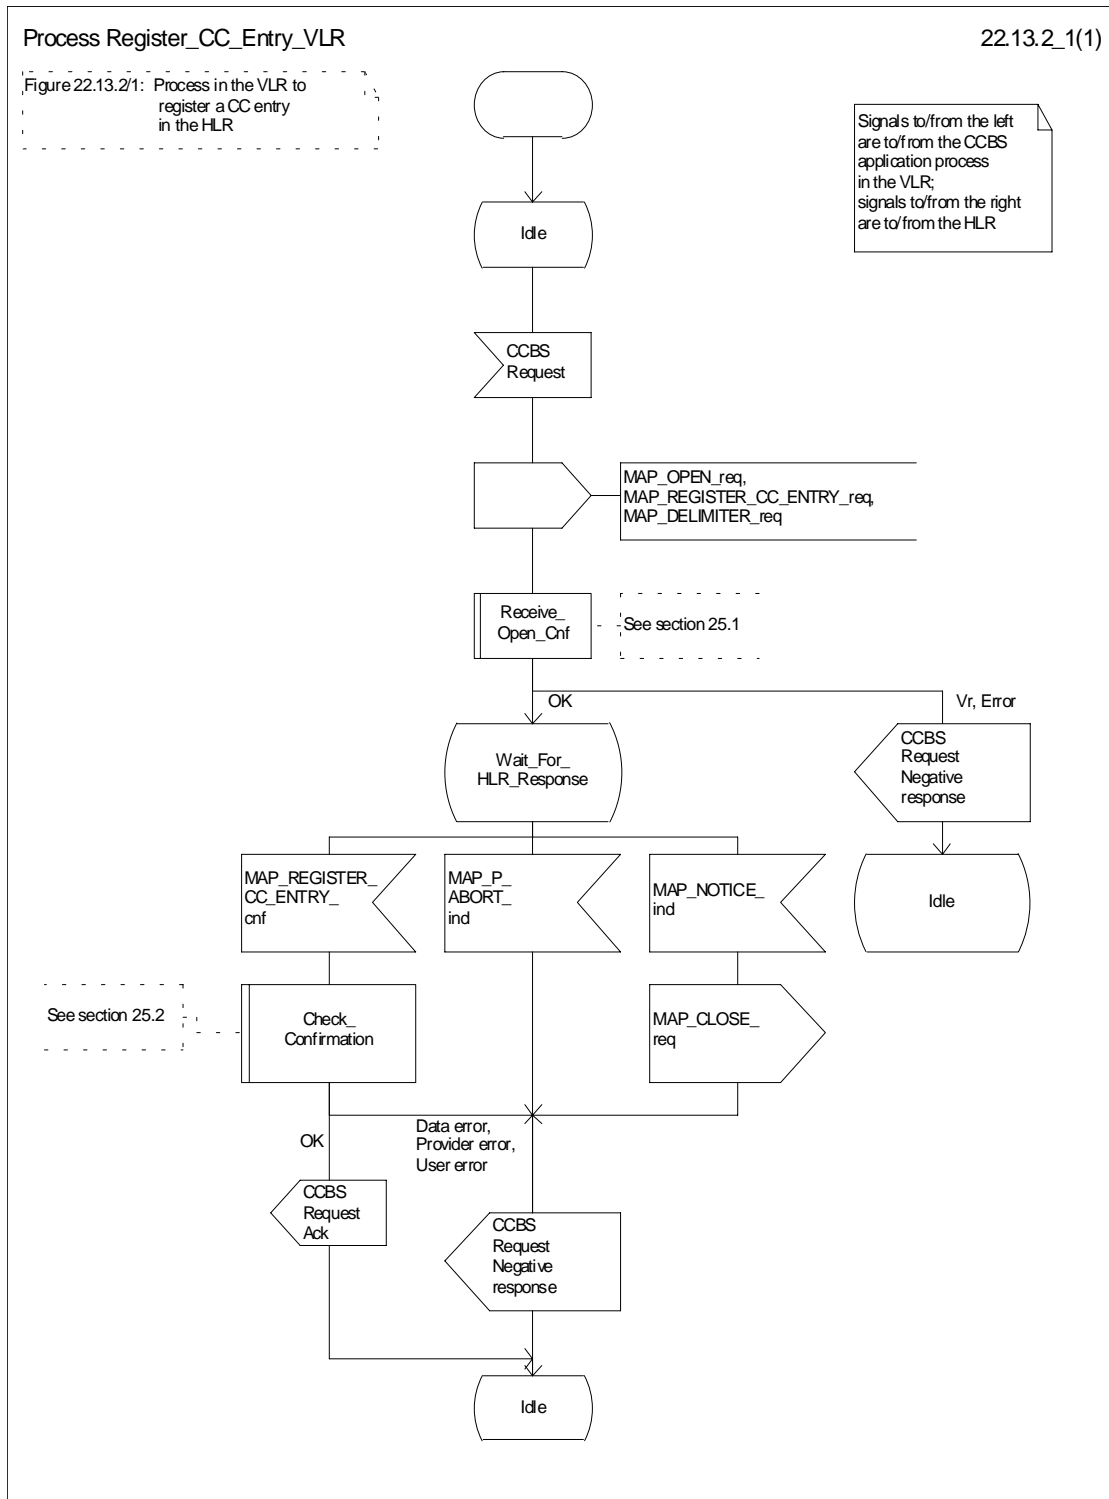 Process Register_CC_Entry_VLR
22.13.2_1(1)
Figure 22.13.2/1: Process in the VLR to
register a CC entry
in the HLR
Signals to/from the left
are to/from the CCBS
application process
in the VLR;
signals to/from the right
are to/from the HLR
Idle
CCBS
Request
MAP_OPEN_req,
MAP_REGISTER_CC_ENTRY_req,
MAP_DELIMITER_req
Receive_
Open_Cnf
See section 25.1
OK
Vr, Error
Wait_For_
HLR_Response
CCBS
Request
Negative
response
MAP_REGISTER_
CC_ENTRY_
cnf
MAP_P_
ABORT_
ind
MAP_NOTICE_
ind
Idle
See section 25.2
Check_
Confirmation
MAP_CLOSE_
req
OK
Data error,
Provider error,
User error
CCBS
Request
Ack
CCBS
Request
Negative
response
Idle